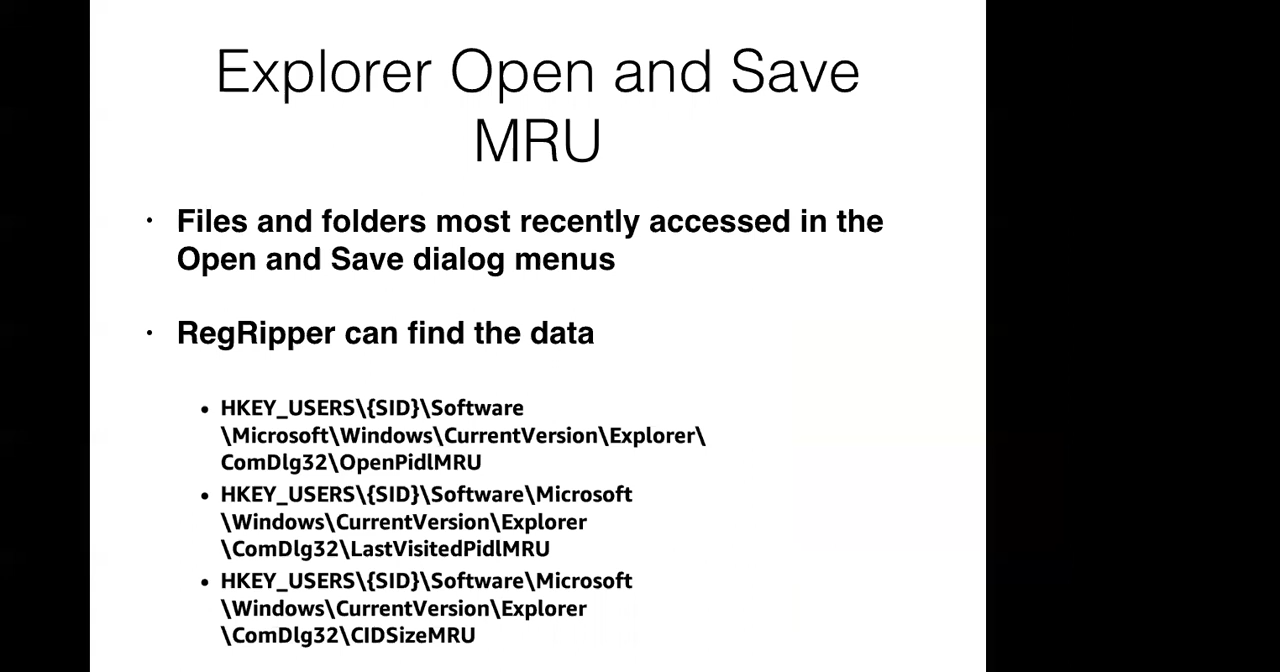 Explorer Open and Save
MRU
• Files and folders most recently accessed in the
Open and Save dialog menus
• RegRipper can find the data
• HKEY_USERS\{SID}\Software
\Microsoft\Windows\CurrentVersion\Explorer\
ComDlg32\OpenPidlMRU
• HKEY_USERS\{SID}\Software\Microsoft
\Windows\CurrentVersion\Explorer
\ComDlg32\LastVisitedPidlMRU
• HKEY_USERS\{SID}\Software\Microsoft
\Windows\CurrentVersion\Explorer
\ComDlg32\CIDSizeMRU